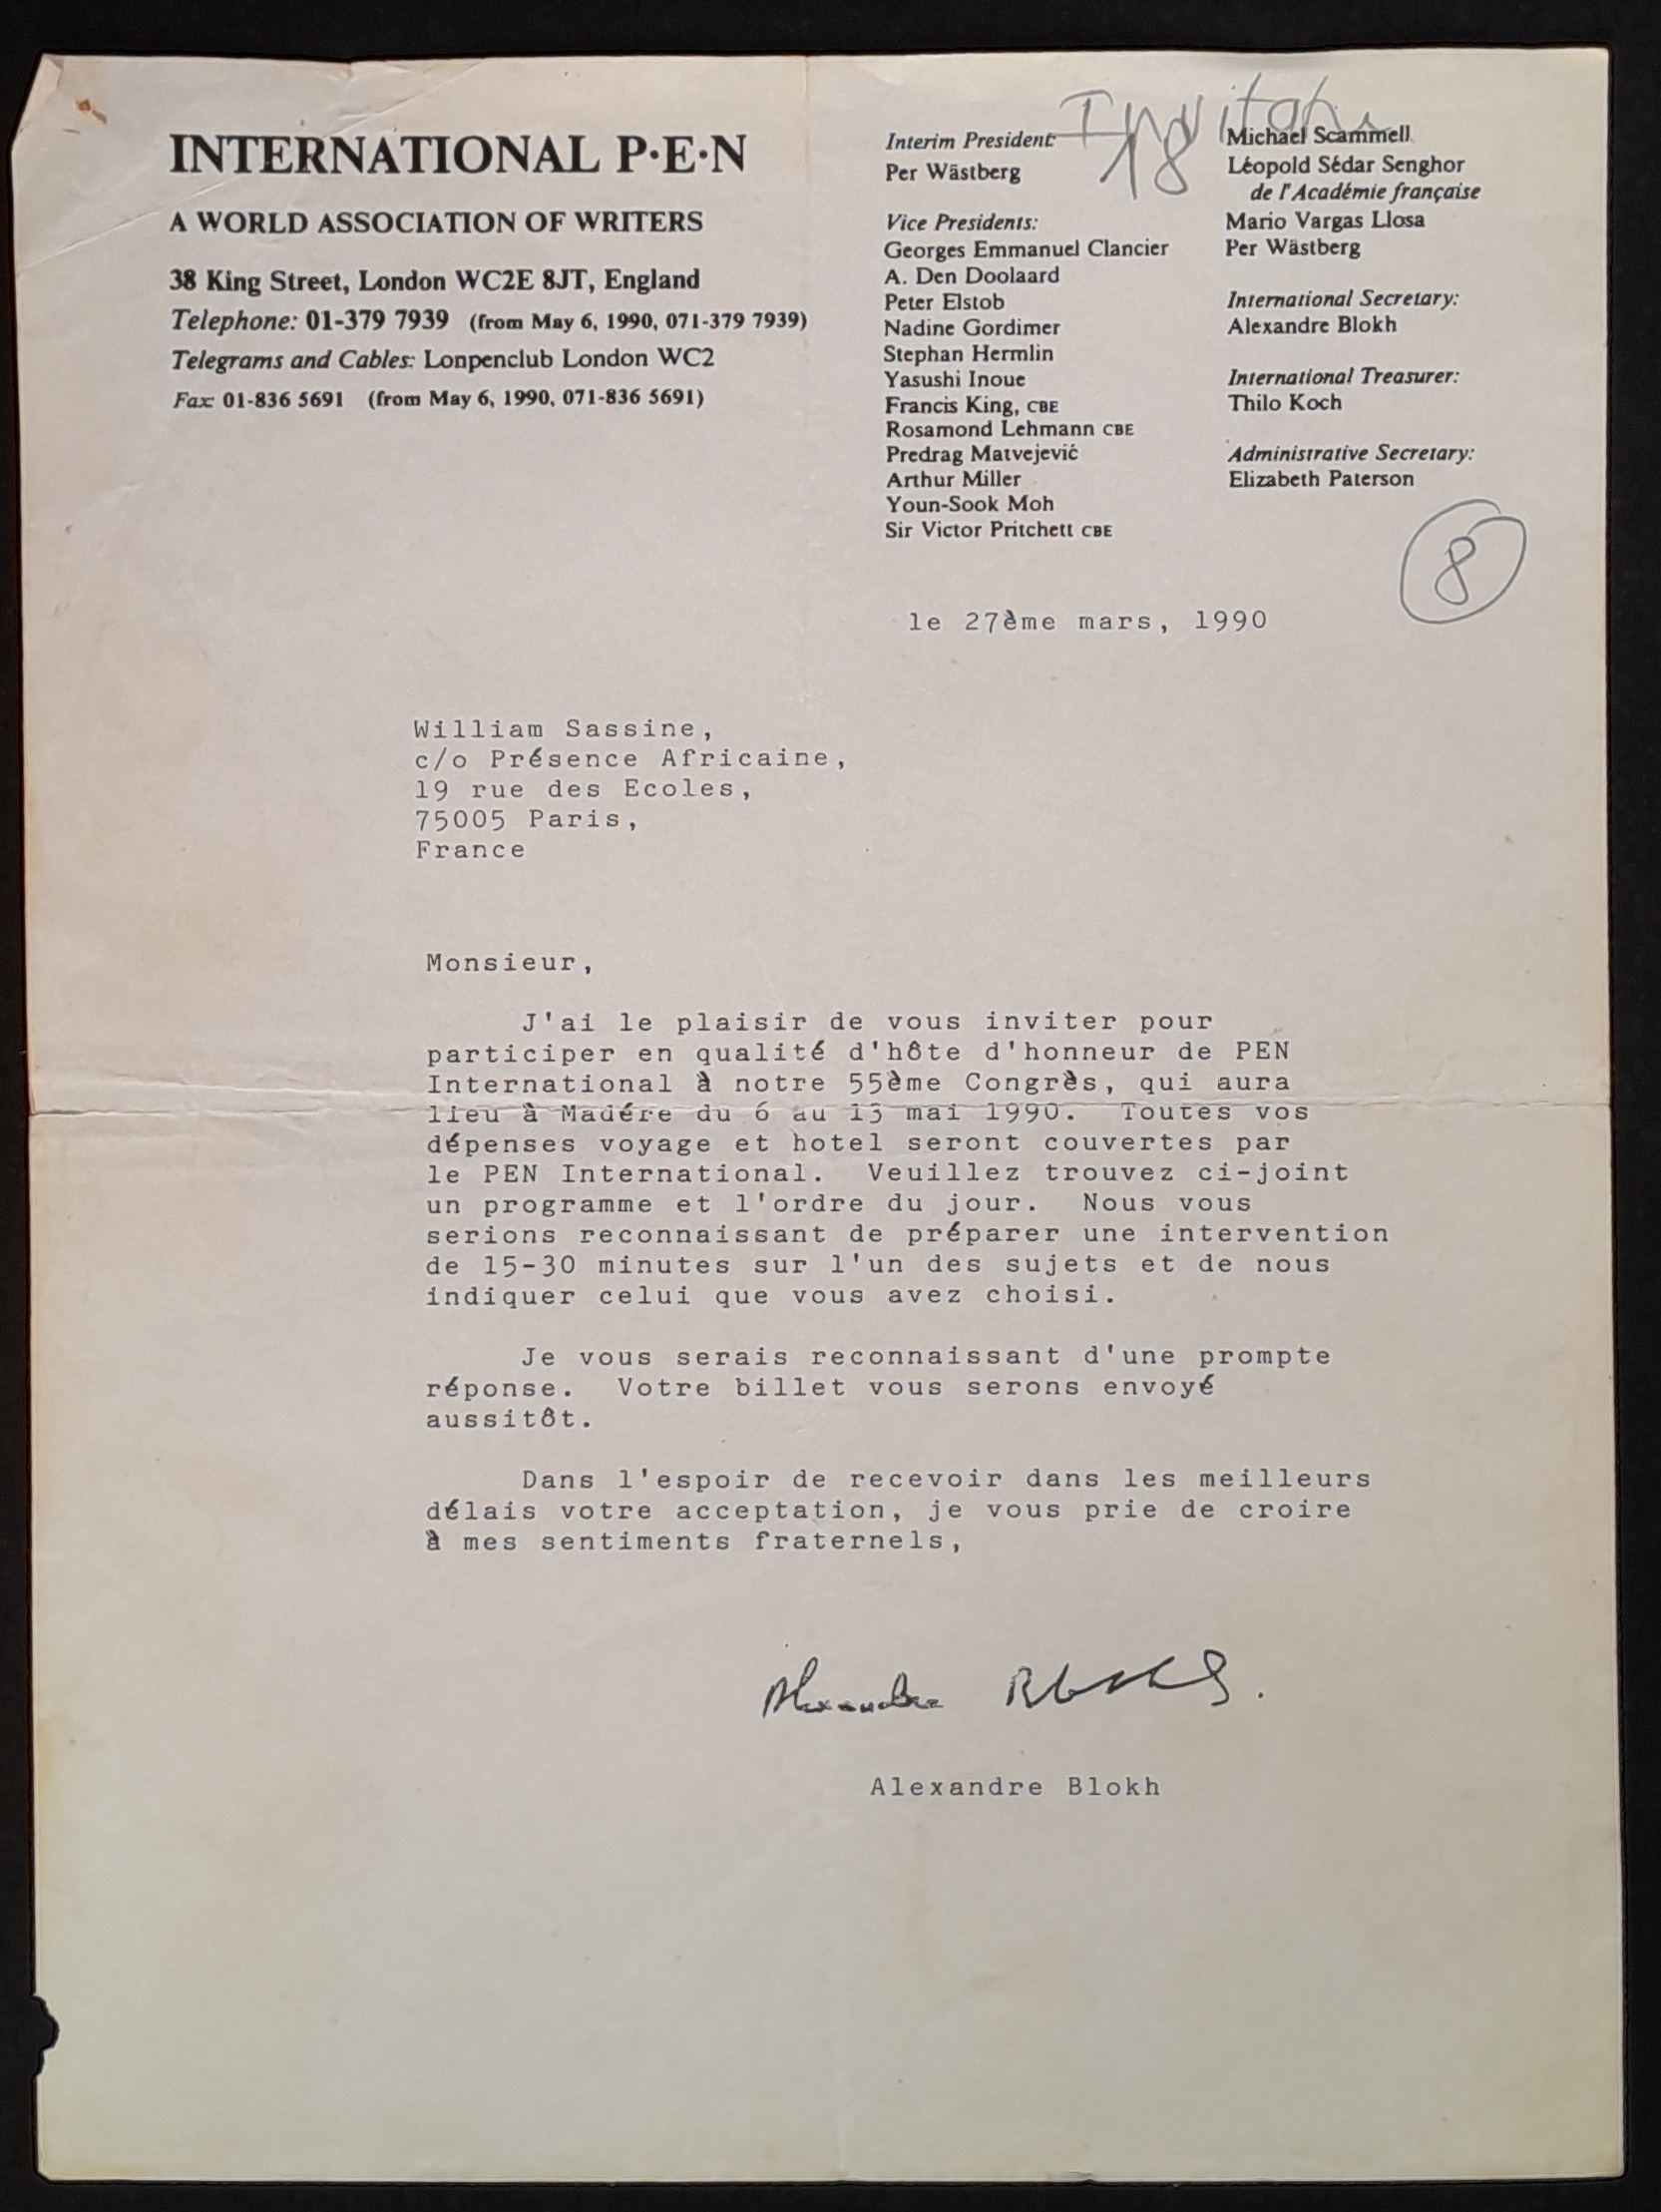 INTERNATIONAL P·E·N
A WORLD ASSOCIATION OF WRITERS
38 King Street, London WC2E 8JT, England
Telephone: 01-379 7939 (from May 6, 1990, 071-379 7939)
Telegrams and Cables: Lonpenclub London WC2
Fax: 01-836 5691 (from May 6, 1990, 071-836 5691)
Interim President:
Per Wästberg
Vice Presidents:
Georges Emmanuel Clancier
A. Den Doolaard
Peter Elstob
Nadine Gordimer
Stephan Hermlin
Yasushi Inoue
Francis King, CBE
Rosamond Lehmann CBE
Predrag Matvejević
Arthur Miller
Youn-Sook Moh
Sir Victor Pritchett CBE
18
Michael Scammell
Léopold Sédar Senghor
de l'Académie française
Mario Vargas Llosa
Per Wästberg
International Secretary:
Alexandre Blokh
International Treasurer:
Thilo Koch
Administrative Secretary:
Elizabeth Paterson
8
le 27ème mars, 1990
William Sassine,
c/o Présence Africaine,
19 rue des Ecoles,
75005 Paris,
France
Monsieur,
J'ai le plaisir de vous inviter pour
participer en qualité d'hôte d'honneur de PEN
International à notre 55ème Congrès, qui aura
lieu à Madére du 6 au 13 mai 1990. Toutes vos
dépenses voyage et hotel seront couvertes par
le PEN International. Veuillez trouvez ci-joint
un programme et l'ordre du jour. Nous vous
serions reconnaissant de préparer une intervention
de 15-30 minutes sur l'un des sujets et de nous
indiquer celui que vous avez choisi.
Je vous serais reconnaissant d'une prompte
réponse. Votre billet vous serons envoyé
aussitôt.
Dans l'espoir de recevoir dans les meilleurs
délais votre acceptation, je vous prie de croire
à mes sentiments fraternels,
Alexandre Blokh.
Alexandre Blokh